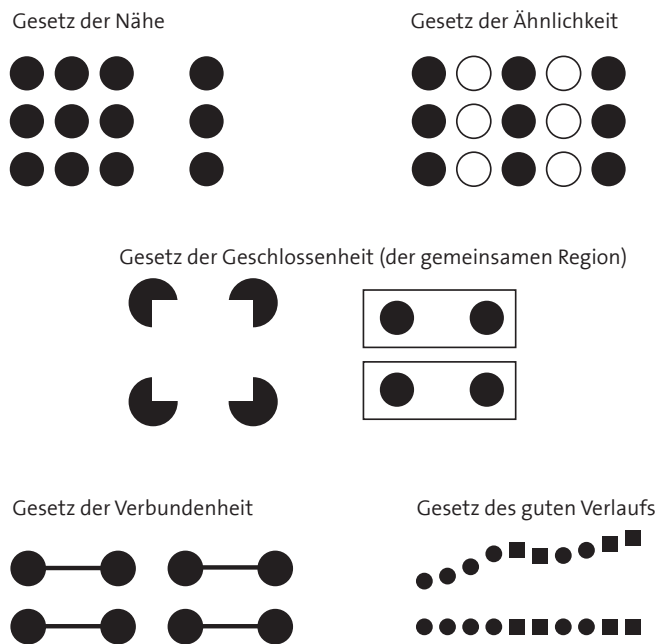 Gesetz der Nähe
Gesetz der Ähnlichkeit
Gesetz der Geschlossenheit (der gemeinsamen Region)
Gesetz der Verbundenheit
Gesetz des guten Verlaufs